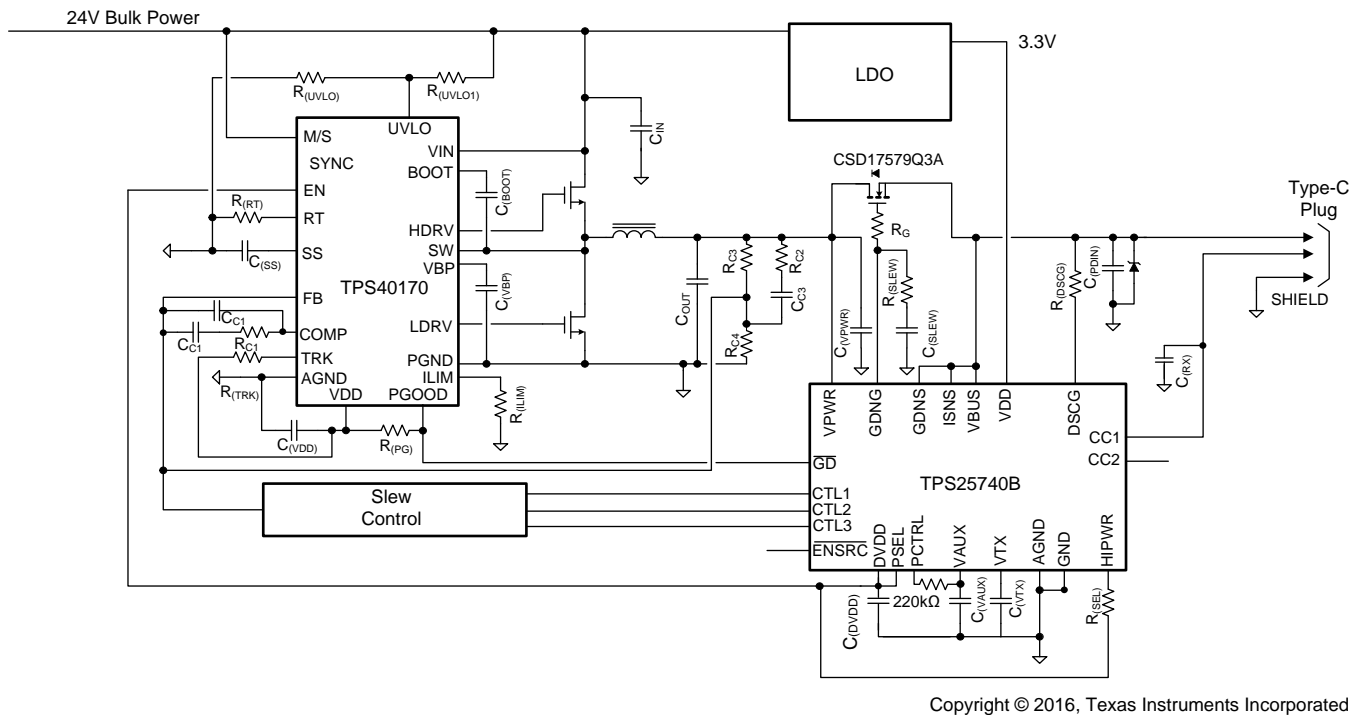 24V Bulk Power
LDO
3.3V
R(UVLO)
R(UVLO1)
UVLO
M/S
SYNC
EN
RT
SS
FB
COMP
TRK
AGND
VDD
PGOOD
VIN
BOOT
HDRV
SW
VBP
LDRV
PGND
ILIM
TPS40170
R(RT)
C(SS)
CC1
CC1
RC1
R(TRK)
C(VDD)
R(PG)
CIN
C(BOOT)
C(VBP)
R(ILIM)
COUT
RC3
RC2
CC3
RC4
CSD17579Q3A
RG
R(SLEW)
C(VPWR)
C(SLEW)
R(DSCG)
C(PDIN)
Type-C
Plug
SHIELD
C(RX)
VPWR
GDNG
GDNS
ISNS
VBUS
VDD
DSCG
CC1
CC2
GD
TPS25740B
CTL1
CTL2
CTL3
ENSRC
DVDD
PSEL
PCTRL
VAUX
VTX
AGND
GND
HIPWR
Slew
Control
C(DVDD)
220kΩ
C(VAUX)
C(VTX)
R(SEL)
Copyright © 2016, Texas Instruments Incorporated